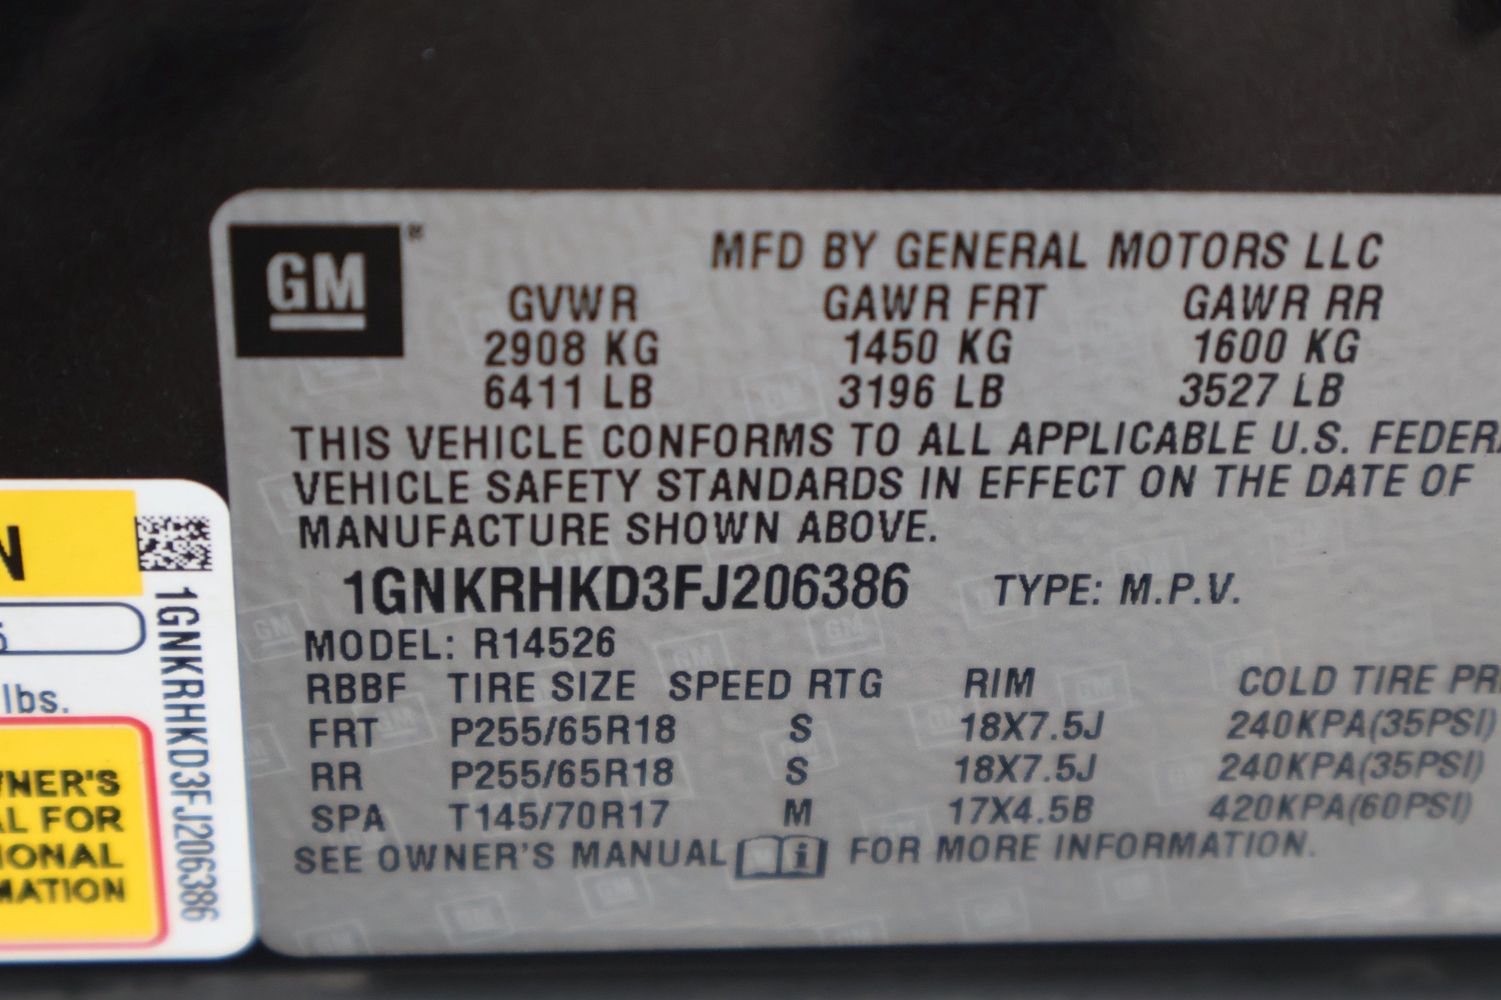 GM®
MFD BY GENERAL MOTORS LLC
GVWR GAWR FRT GAWR RR
2908 KG 1450 KG 1600 KG
6411 LB 3196 LB 3527 LB
THIS VEHICLE CONFORMS TO ALL APPLICABLE U.S. FEDERA
VEHICLE SAFETY STANDARDS IN EFFECT ON THE DATE OF
MANUFACTURE SHOWN ABOVE.
1GNKRHKD3FJ206386 TYPE: M.P.V.
MODEL: R14526
RBBF TIRE SIZE SPEED RTG RIM COLD TIRE PR
FRT P255/65R18 S 18X7.5J 240KPA(35PSI)
RR P255/65R18 S 18X7.5J 240KPA(35PSI)
SPA T145/70R17 M 17X4.5B 420KPA(60PSI)
SEE OWNER'S MANUAL i FOR MORE INFORMATION.
N
lbs.
WNER'S
AL FOR
IONAL
MATION
1GNKRHKD3FJ206386